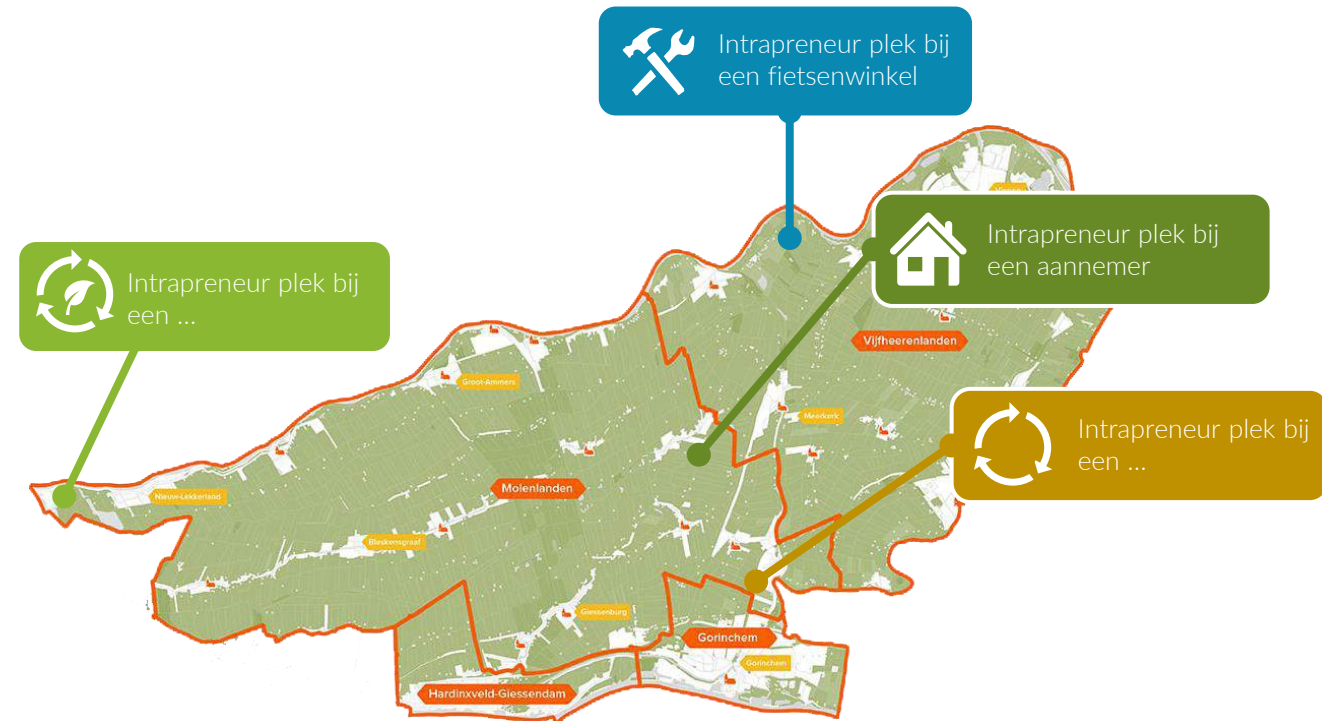 Intrapreneur plek bij
een fietsenwinkel
Intrapreneur plek bij
een aannemer
Intrapreneur plek bij
een ...
Vijfheerenlanden
Groot-Ammers
Meerkerk
Intrapreneur plek bij
een ...
Molenlanden
Nieuw-Lekkerland
Bleskensgraaf
Giessenburg
Gorinchem
Gorinchem
Hardinxveld-Giessendam